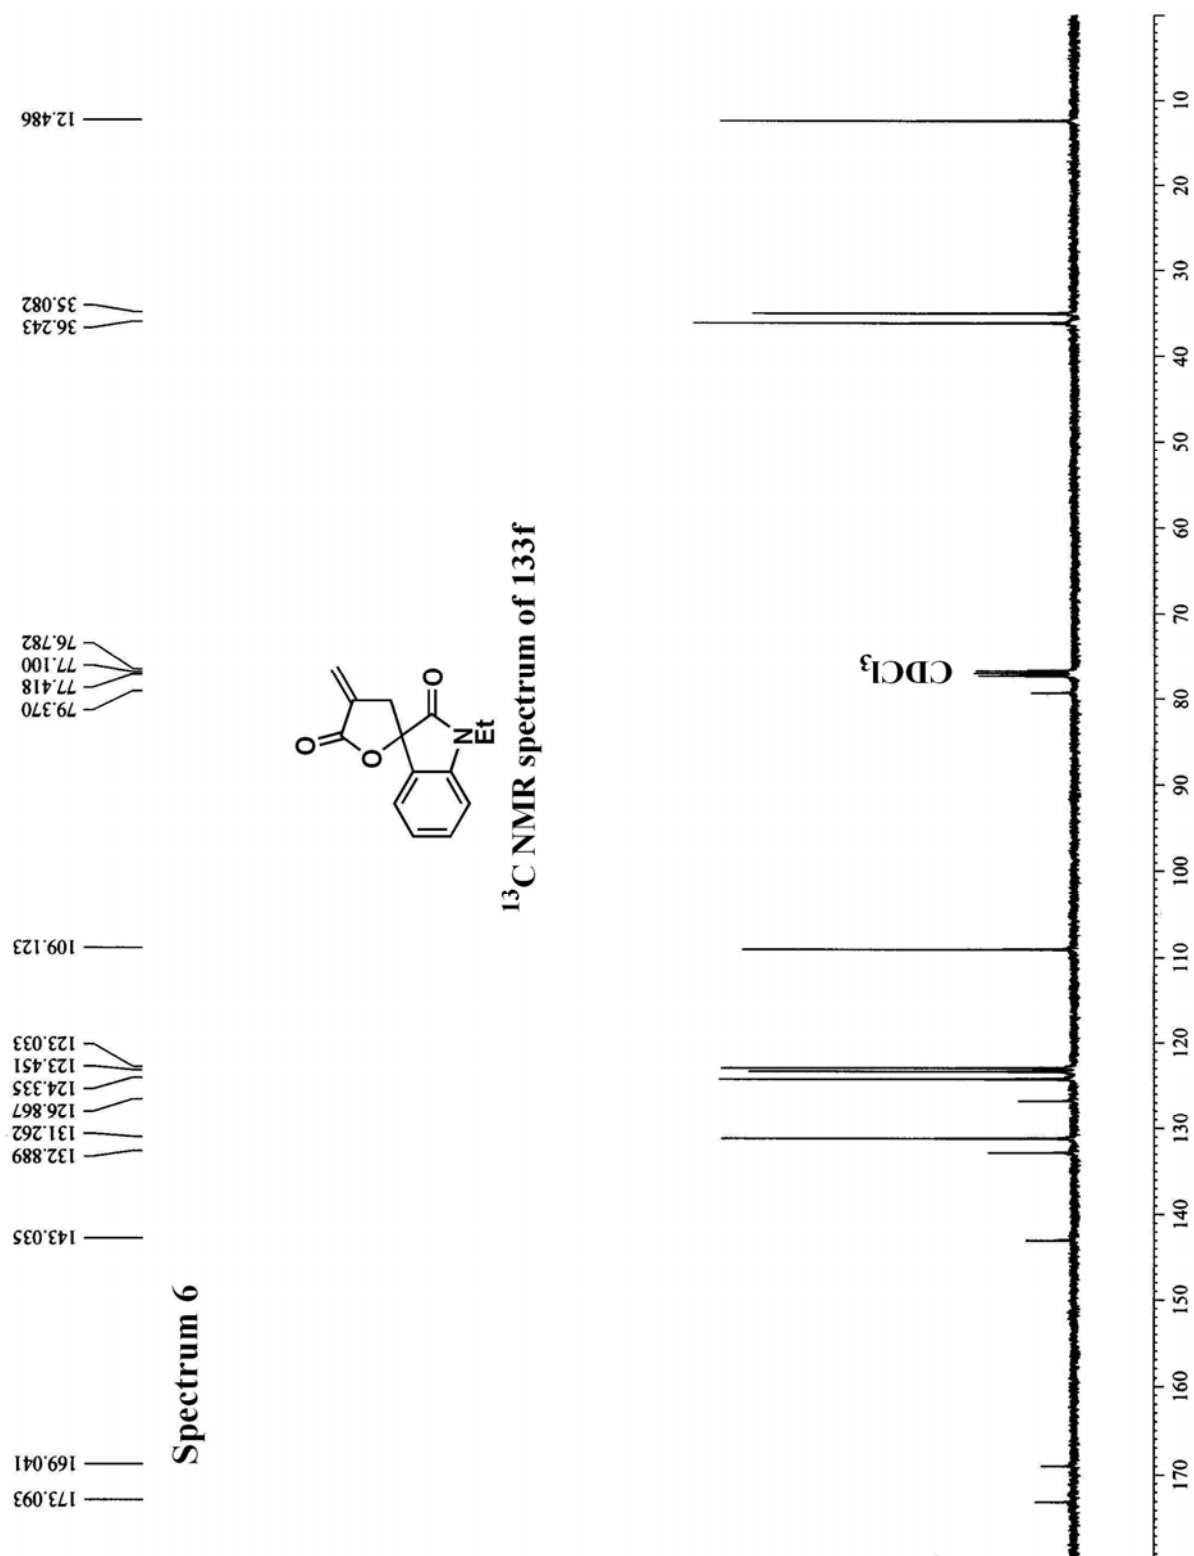 Spectrum 6
173.093
169.041
143.035
132.889
131.262
126.867
124.335
123.451
123.033
109.123
79.370
77.418
77.100
76.782
36.243
35.082
12.486
O
O
O
N
Et
¹³C NMR spectrum of 133f
CDCl₃
170 160 150 140 130 120 110 100 90 80 70 60 50 40 30 20 10